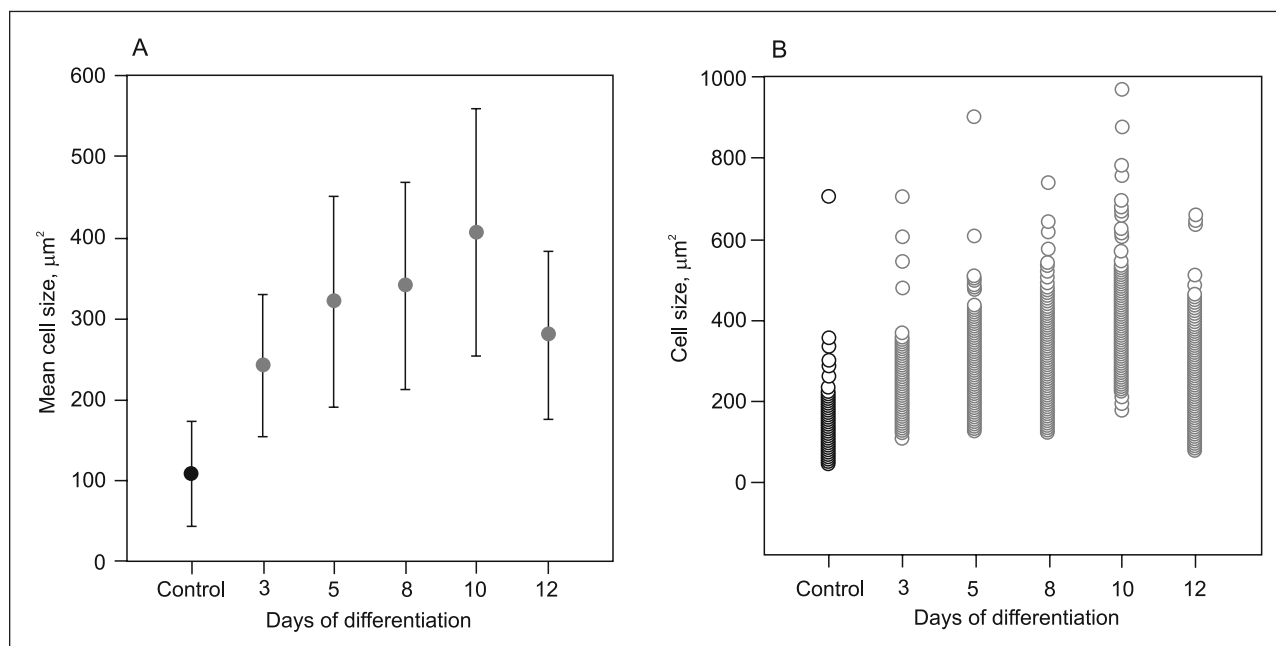 A
600
500
400
300
200
100
0
Mean cell size, μm²
Control 3 5 8 10 12
Days of differentiation
B
1000
800
600
400
200
0
Cell size, μm²
Control 3 5 8 10 12
Days of differentiation